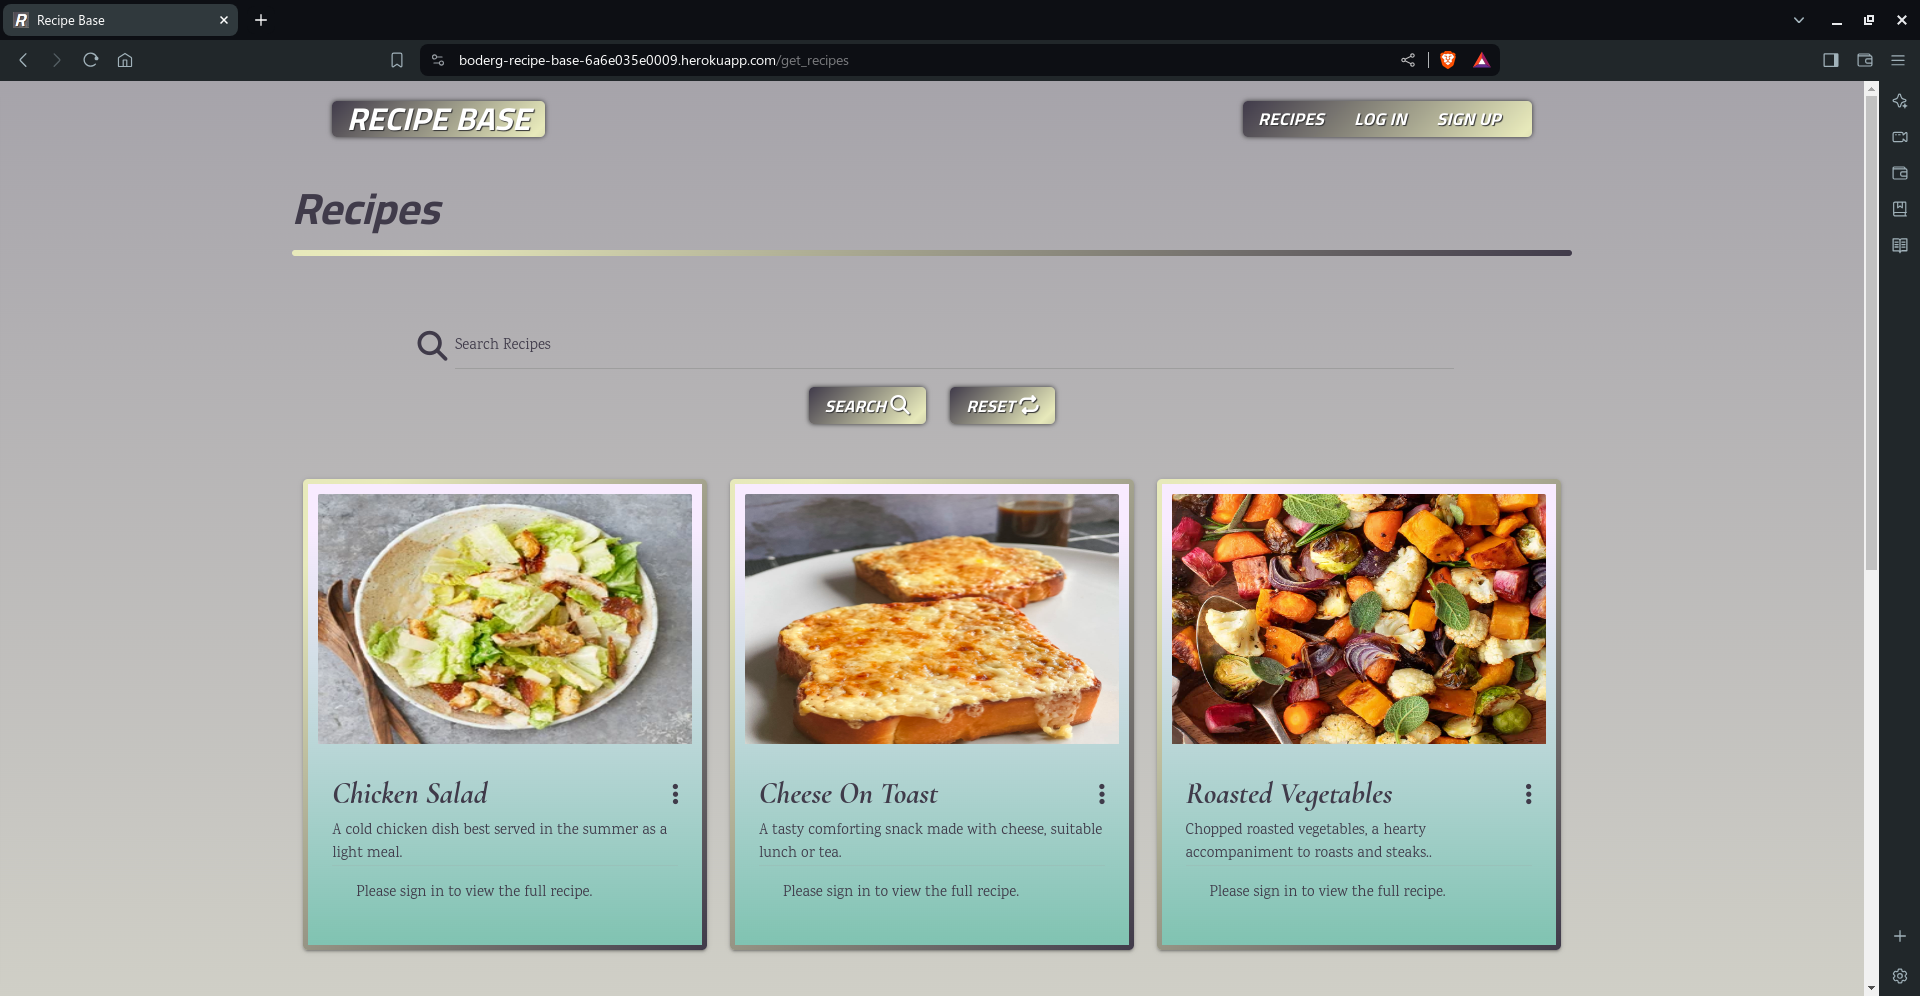 Recipe Base
boderg-recipe-base-6a6e035e0009.herokuapp.com/get_recipes
RECIPE BASE
RECIPES LOG IN SIGN UP
Recipes
Search Recipes
SEARCH RESET
Chicken Salad
A cold chicken dish best served in the summer as a
light meal.
Please sign in to view the full recipe.
Cheese On Toast
A tasty comforting snack made with cheese, suitable
lunch or tea.
Please sign in to view the full recipe.
Roasted Vegetables
Chopped roasted vegetables, a hearty
accompaniment to roasts and steaks..
Please sign in to view the full recipe.